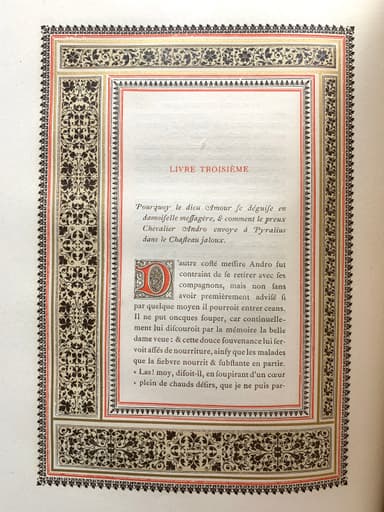 LIVRE TROISIÈME
Pourquoy le dieu Amour se déguise en
damoiselle messagère, & comment le preux
Chevalier Andro envoye à Pyralius
dans le Chasteau jaloux.
D'autre costé messire Andro fut
contraint de se retirer avec ses
compagnons, mais non sans
avoir premièrement advisé si
par quelque moyen il pourroit entrer ceans.
Il ne put oncques souper, car continuelle-
ment lui discouroit par la mémoire la belle
dame veue : & cette douce souvenance lui ser-
voit assés de nourriture, ainsy que les malades
que la fiebvre nourrit & substante en partie.
« Las! moy, disoit-il, en soupirant d'un cœur
« plein de chauds désirs, que je ne puis par-